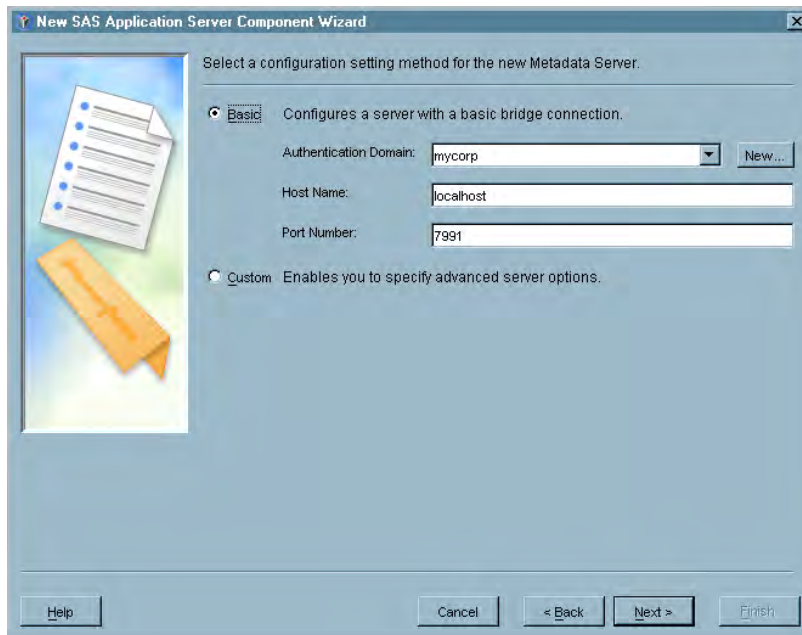 New SAS Application Server Component Wizard
Select a configuration setting method for the new Metadata Server.
Basic Configures a server with a basic bridge connection.
Authentication Domain: mycorp New...
Host Name: localhost
Port Number: 7991
Custom Enables you to specify advanced server options.
Help Cancel < Back Next > Finish